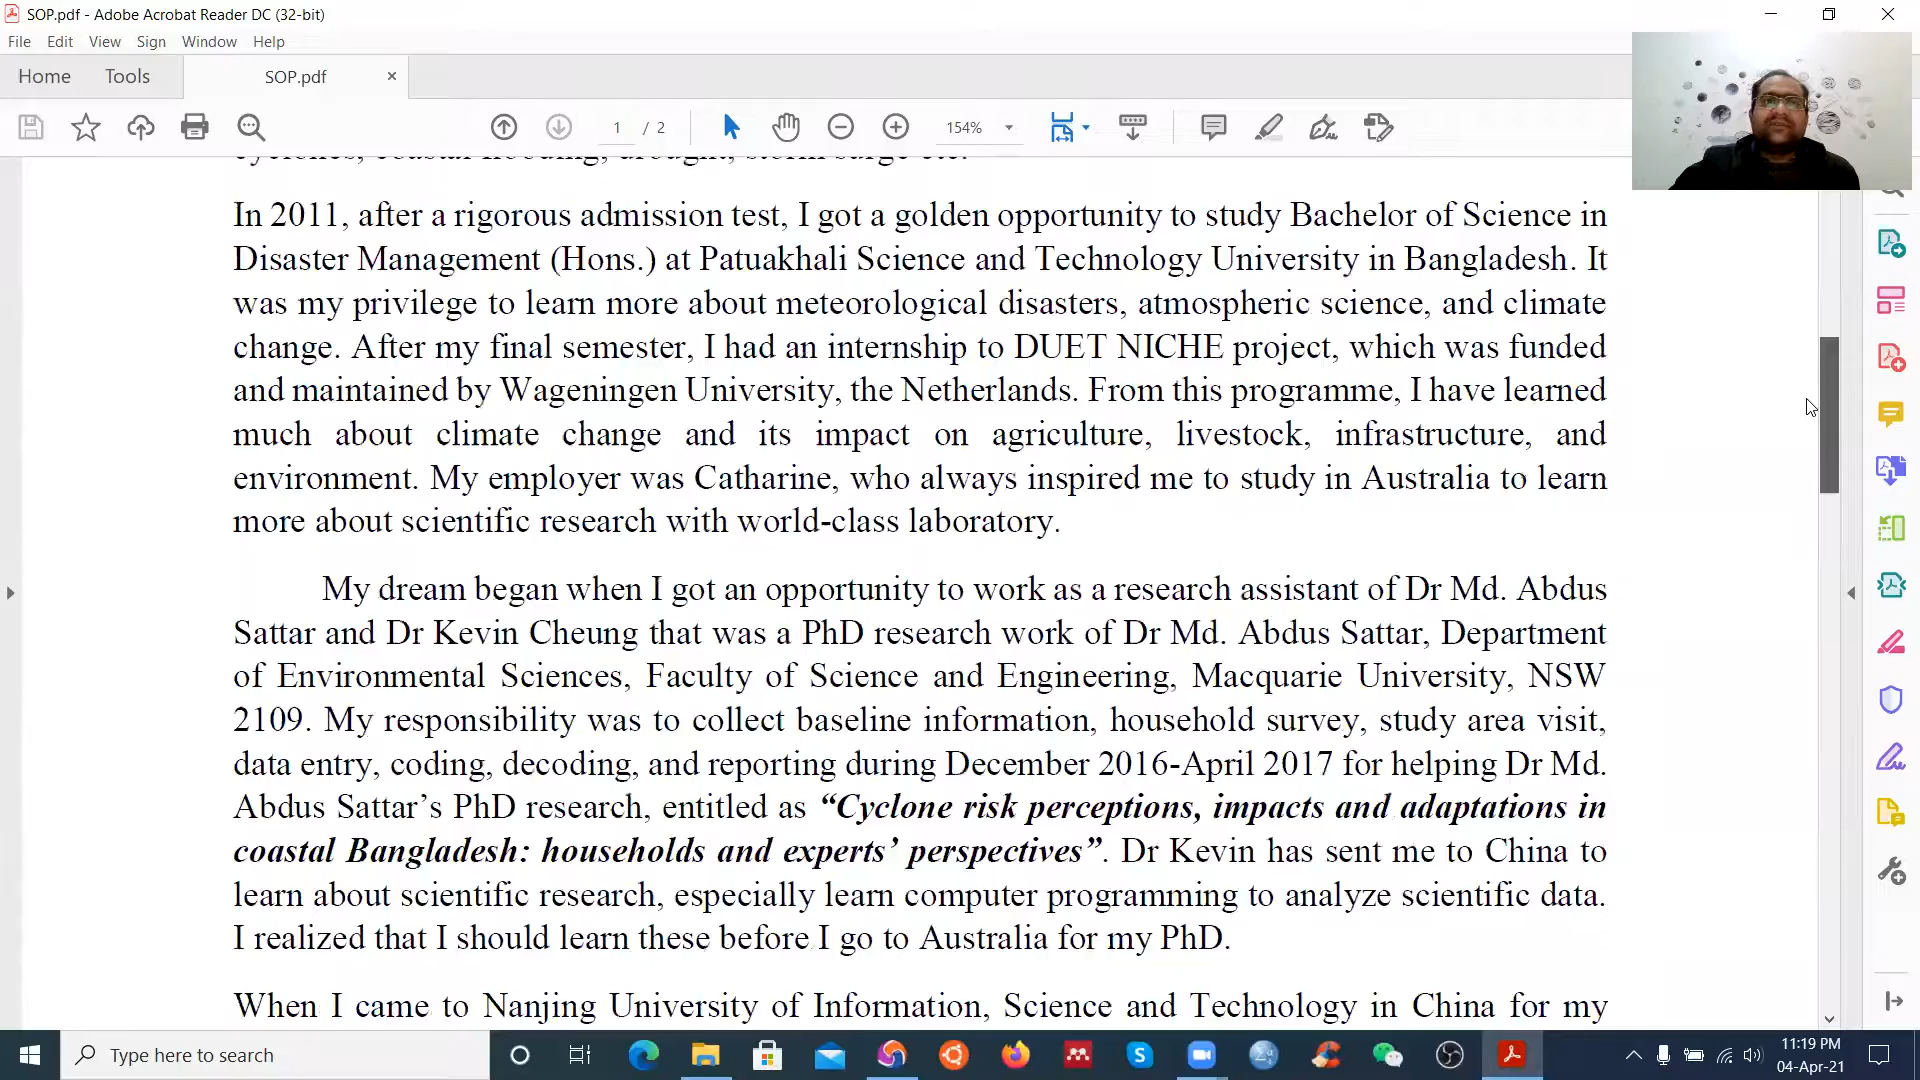 SOP.pdf - Adobe Acrobat Reader DC (32-bit)
File Edit View Sign Window Help
Home Tools SOP.pdf
1 / 2 154%
cyclones, coastal flooding, drought, storm surge etc.
In 2011, after a rigorous admission test, I got a golden opportunity to study Bachelor of Science in
Disaster Management (Hons.) at Patuakhali Science and Technology University in Bangladesh. It
was my privilege to learn more about meteorological disasters, atmospheric science, and climate
change. After my final semester, I had an internship to DUET NICHE project, which was funded
and maintained by Wageningen University, the Netherlands. From this programme, I have learned
much about climate change and its impact on agriculture, livestock, infrastructure, and
environment. My employer was Catharine, who always inspired me to study in Australia to learn
more about scientific research with world-class laboratory.
My dream began when I got an opportunity to work as a research assistant of Dr Md. Abdus
Sattar and Dr Kevin Cheung that was a PhD research work of Dr Md. Abdus Sattar, Department
of Environmental Sciences, Faculty of Science and Engineering, Macquarie University, NSW
2109. My responsibility was to collect baseline information, household survey, study area visit,
data entry, coding, decoding, and reporting during December 2016-April 2017 for helping Dr Md.
Abdus Sattar’s PhD research, entitled as “Cyclone risk perceptions, impacts and adaptations in
coastal Bangladesh: households and experts’ perspectives”. Dr Kevin has sent me to China to
learn about scientific research, especially learn computer programming to analyze scientific data.
I realized that I should learn these before I go to Australia for my PhD.
When I came to Nanjing University of Information, Science and Technology in China for my
Type here to search
11:19 PM
04-Apr-21